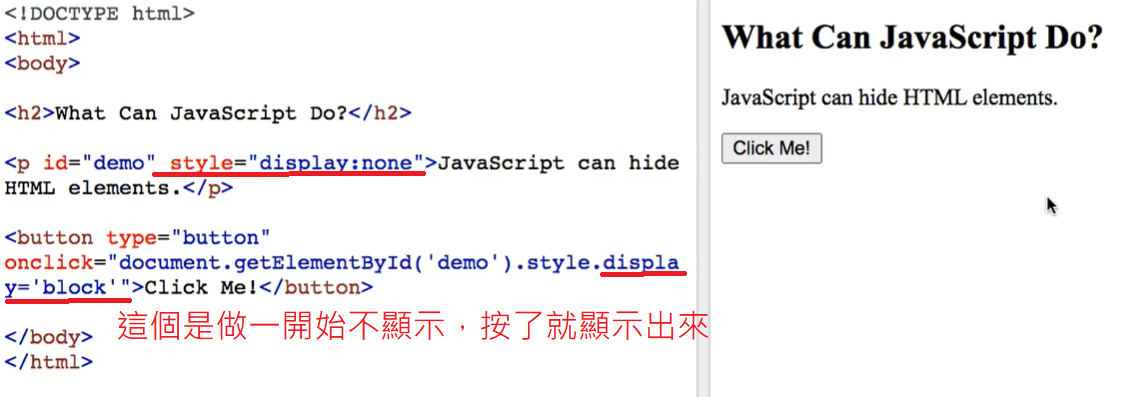 <!DOCTYPE html>
<html>
<body>
<h2>What Can JavaScript Do?</h2>
<p id="demo" style="display:none">JavaScript can hide
HTML elements.</p>
<button type="button"
onclick="document.getElementById('demo').style.displa
y='block'">Click Me!</button>
這個是做一開始不顯示，按了就顯示出來
</body>
</html>
What Can JavaScript Do?
JavaScript can hide HTML elements.
Click Me!